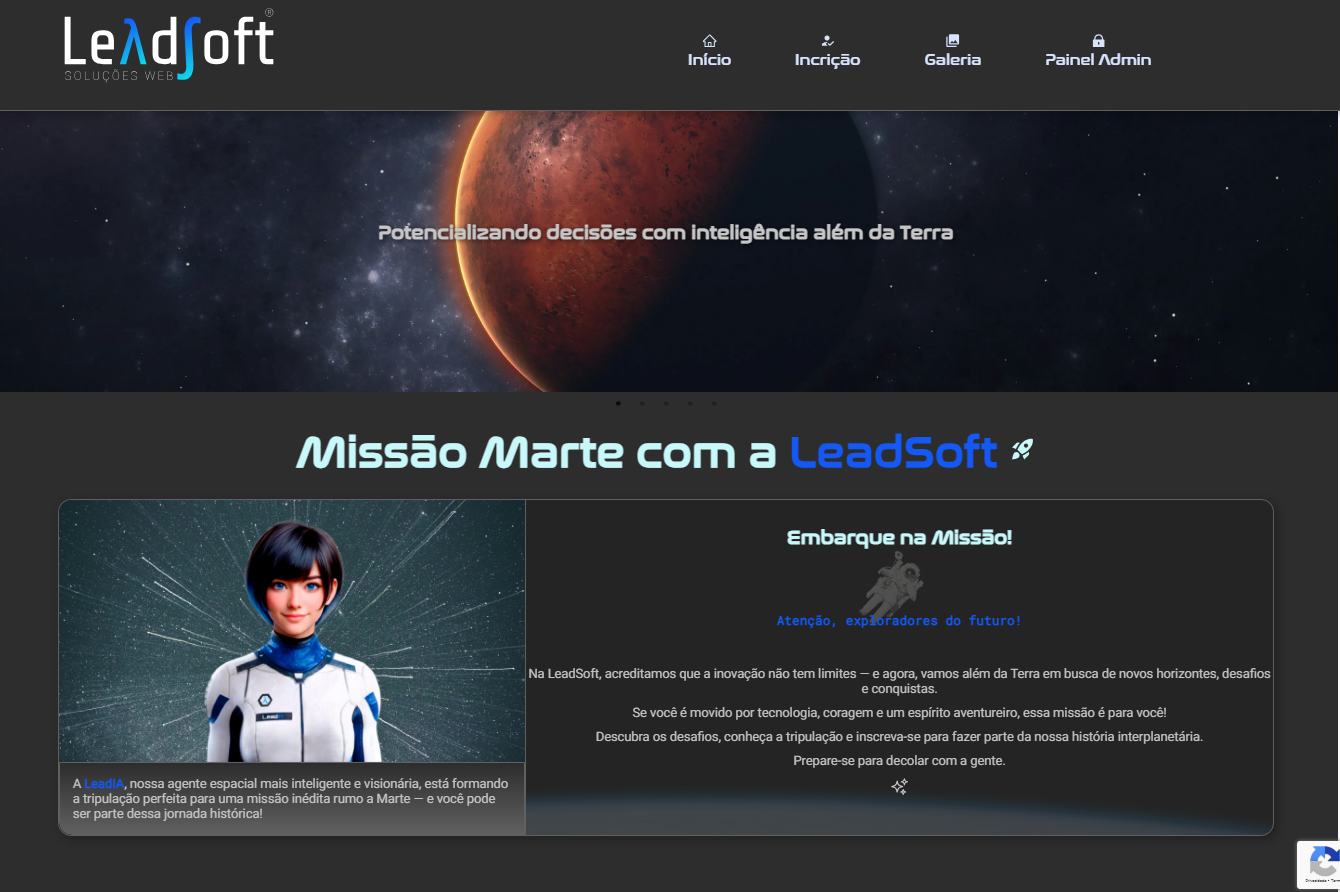 LeadSoft®
SOLUÇÕES WEB
Início
Incrição
Galeria
Painel Admin
Potencializando decisões com inteligência além da Terra
Missão Marte com a LeadSoft
Embarque na Missão!
Atenção, exploradores do futuro!
Na LeadSoft, acreditamos que a inovação não tem limites — e agora, vamos além da Terra em busca de novos horizontes, desafios
e conquistas.
Se você é movido por tecnologia, coragem e um espírito aventureiro, essa missão é para você!
Descubra os desafios, conheça a tripulação e inscreva-se para fazer parte da nossa história interplanetária.
Prepare-se para decolar com a gente.
A LeadIA, nossa agente espacial mais inteligente e visionária, está formando
a tripulação perfeita para uma missão inédita rumo a Marte — e você pode
ser parte dessa jornada histórica!